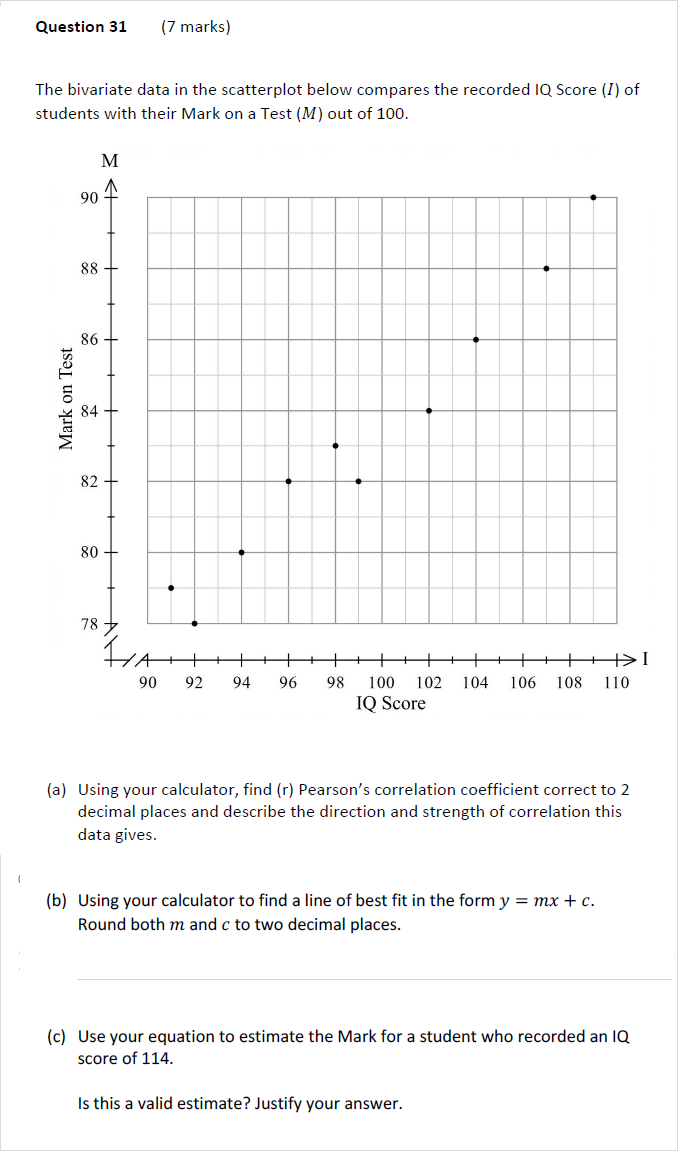 Question 31 (7 marks)
The bivariate data in the scatterplot below compares the recorded IQ Score (I) of
students with their Mark on a Test (M) out of 100.
M
90
88
86
84
82
80
78
Mark on Test
90 92 94 96 98 100 102 104 106 108 110
I
IQ Score
(a) Using your calculator, find (r) Pearson’s correlation coefficient correct to 2
decimal places and describe the direction and strength of correlation this
data gives.
(b) Using your calculator to find a line of best fit in the form y = mx + c.
Round both m and c to two decimal places.
(c) Use your equation to estimate the Mark for a student who recorded an IQ
score of 114.
Is this a valid estimate? Justify your answer.